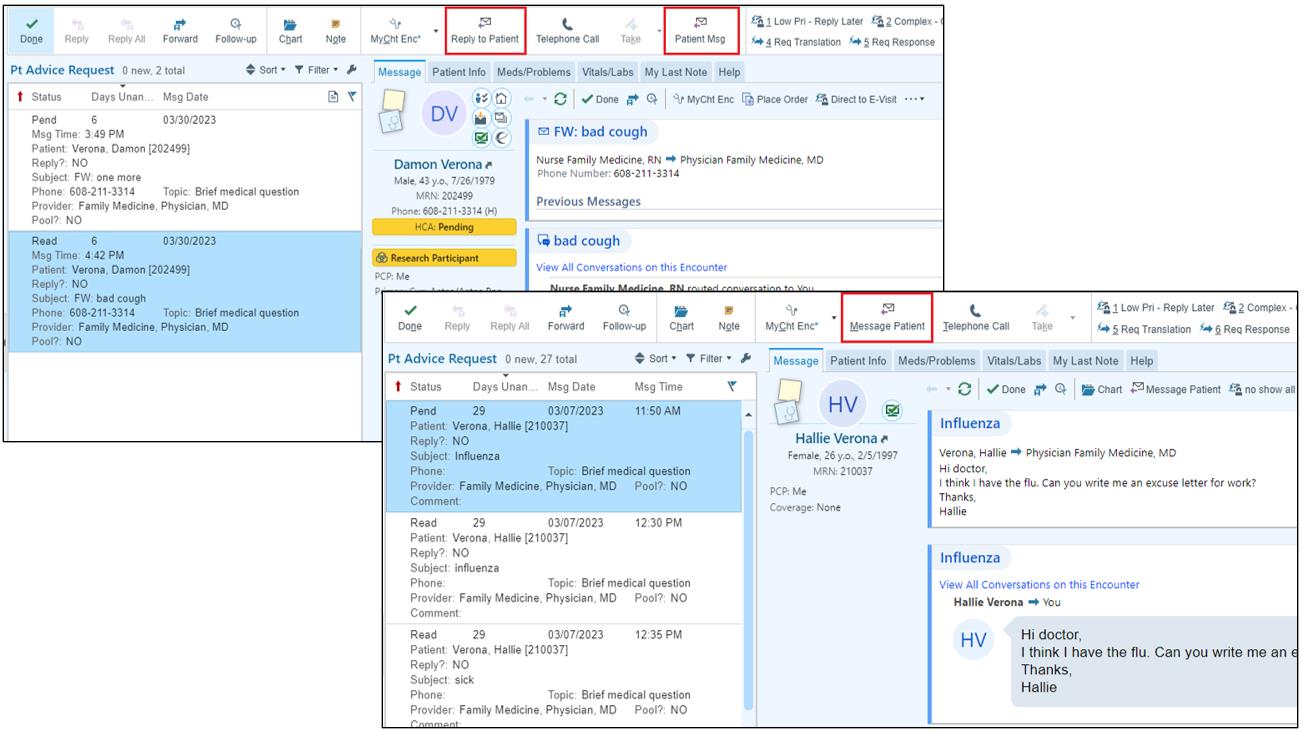 Done Reply Reply All Forward Follow-up Chart Note MyCht Enc* Reply to Patient Telephone Call Take Patient Msg 1 Low Pri - Reply Later 2 Complex -
4 Req Translation 5 Req Response
Pt Advice Request 0 new, 2 total Sort Filter
Status Days Unan... Msg Date
Pend 6 03/30/2023
Msg Time: 3:49 PM
Patient: Verona, Damon [202499]
Reply?: NO
Subject: FW: one more
Phone: 608-211-3314 Topic: Brief medical question
Provider: Family Medicine, Physician, MD
Pool?: NO
Read 6 03/30/2023
Msg Time: 4:42 PM
Patient: Verona, Damon [202499]
Reply?: NO
Subject: FW: bad cough
Phone: 608-211-3314 Topic: Brief medical question
Provider: Family Medicine, Physician, MD
Pool?: NO
Message Patient Info Meds/Problems Vitals/Labs My Last Note Help
Done MyCht Enc Place Order Direct to E-Visit
DV
Damon Verona
Male, 43 y.o., 7/26/1979
MRN: 202499
Phone: 608-211-3314 (H)
HCA: Pending
Research Participant
PCP: Me
FW: bad cough
Nurse Family Medicine, RN Physician Family Medicine, MD
Phone Number: 608-211-3314
Previous Messages
bad cough
View All Conversations on this Encounter
Nurse Family Medicine, RN routed conversation to You
Done Reply Reply All Forward Follow-up Chart Note MyCht Enc* Message Patient Telephone Call Take 1 Low Pri - Reply Later 2 Complex -
5 Req Translation 6 Req Response
Pt Advice Request 0 new, 27 total Sort Filter
Status Days Unan... Msg Date Msg Time
Pend 29 03/07/2023 11:50 AM
Patient: Verona, Hallie [210037]
Reply?: NO
Subject: Influenza
Phone: Topic: Brief medical question
Provider: Family Medicine, Physician, MD Pool?: NO
Comment:
Read 29 03/07/2023 12:30 PM
Patient: Verona, Hallie [210037]
Reply?: NO
Subject: influenza
Phone: Topic: Brief medical question
Provider: Family Medicine, Physician, MD Pool?: NO
Comment:
Read 29 03/07/2023 12:35 PM
Patient: Verona, Hallie [210037]
Reply?: NO
Subject: sick
Phone: Topic: Brief medical question
Provider: Family Medicine, Physician, MD Pool?: NO
Comment:
Message Patient Info Meds/Problems Vitals/Labs My Last Note Help
Done Chart Message Patient no show all
HV
Hallie Verona
Female, 26 y.o., 2/5/1997
MRN: 210037
PCP: Me
Coverage: None
Influenza
Verona, Hallie Physician Family Medicine, MD
Hi doctor,
I think I have the flu. Can you write me an excuse letter for work?
Thanks,
Hallie
Influenza
View All Conversations on this Encounter
Hallie Verona You
HV
Hi doctor,
I think I have the flu. Can you write me an
Thanks,
Hallie